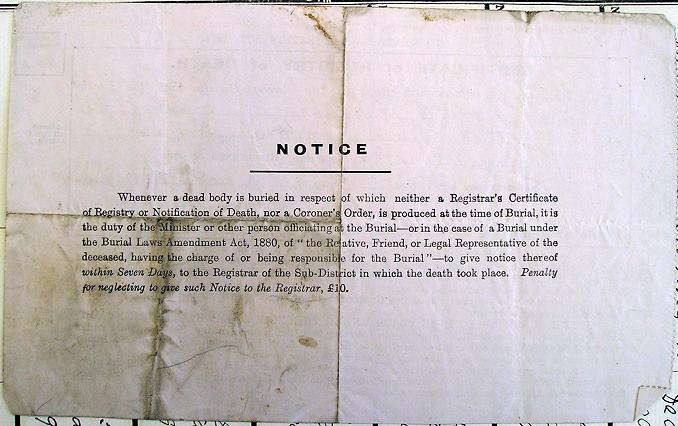 NOTICE
Whenever a dead body is buried in respect of which neither a Registrar's Certificate
of Registry or Notification of Death, nor a Coroner's Order, is produced at the time of Burial, it is
the duty of the Minister or other person officiating at the Burial—or in the case of a Burial under
the Burial Laws Amendment Act, 1880, of "the Relative, Friend, or Legal Representative of the
deceased, having the charge of or being responsible for the Burial"—to give notice thereof
within Seven Days, to the Registrar of the Sub-District in which the death took place. Penalty
for neglecting to give such Notice to the Registrar, £10.